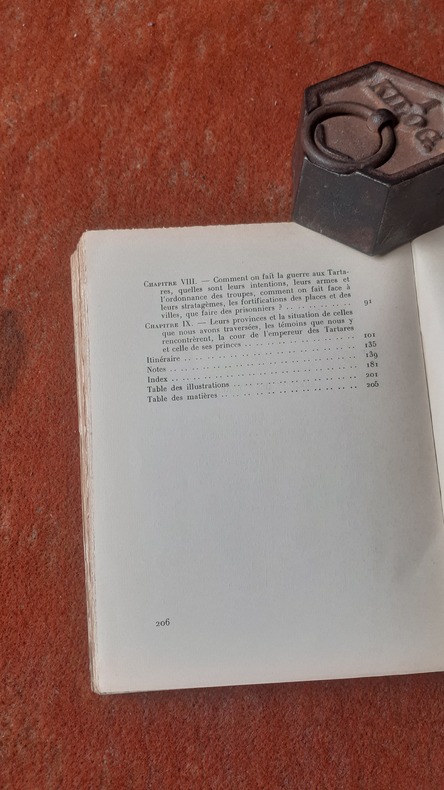 1
KILOG.
CHAPITRE VIII. — Comment on fait la guerre aux Tarta-
res, quelles sont leurs intentions, leurs armes et
l'ordonnance des troupes, comment on fait face à
leurs stratagèmes, les fortifications des places et des
villes, que faire des prisonniers ? .. .. .. .. .. .. .. 91
CHAPITRE IX. — Leurs provinces et la situation de celles
que nous avons traversées, les témoins que nous y
rencontrèrent, la cour de l'empereur des Tartares
et celle de ses princes .. .. .. .. .. .. .. .. .. .. 101
Itinéraire .. .. .. .. .. .. .. .. .. .. .. .. .. 135
Notes .. .. .. .. .. .. .. .. .. .. .. .. .. .. 139
Index .. .. .. .. .. .. .. .. .. .. .. .. .. .. 181
Table des illustrations .. .. .. .. .. .. .. .. .. 201
Table des matières .. .. .. .. .. .. .. .. .. .. 205
206